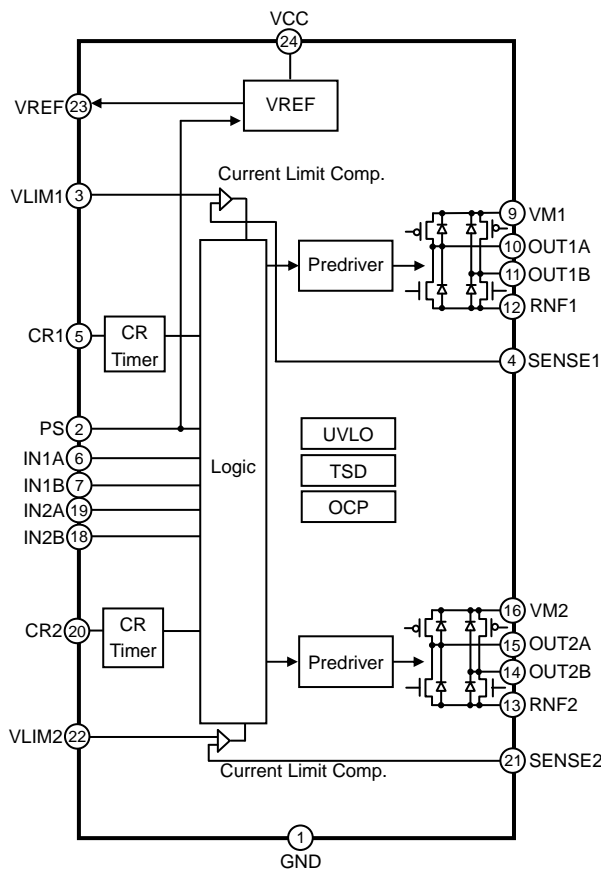 VCC
24
VREF
23
VREF
Current Limit Comp.
VLIM1
3
9
VM1
10
OUT1A
Predriver
11
OUT1B
12
RNF1
CR1
5
CR
Timer
4
SENSE1
PS
2
UVLO
IN1A
6
Logic
TSD
IN1B
7
IN2A
19
OCP
IN2B
18
16
VM2
CR2
20
CR
Timer
15
OUT2A
Predriver
14
OUT2B
13
RNF2
VLIM2
22
21
SENSE2
Current Limit Comp.
1
GND